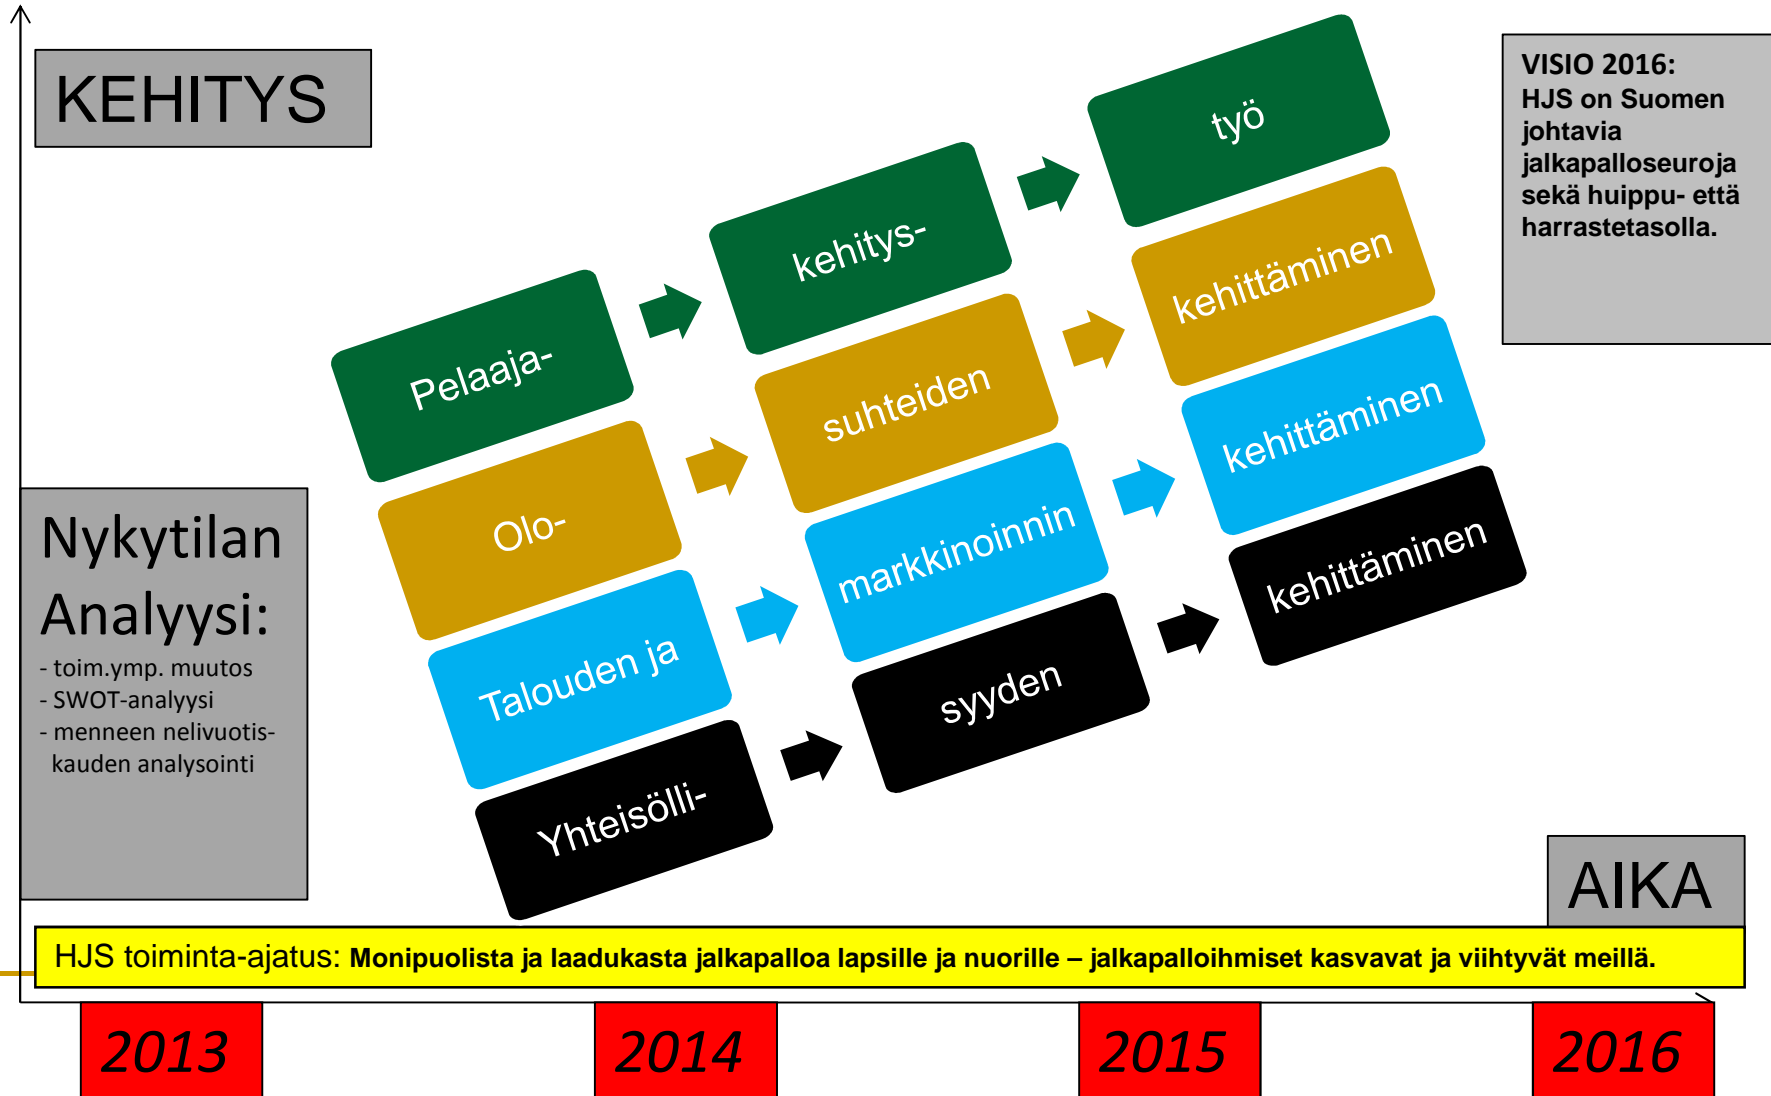 KEHITYS
VISIO 2016:
HJS on Suomen
johtavia
jalkapalloseuroja
sekä huippu- että
harrastetasolla.
Pelaaja-
kehitys-
työ
Olo-
suhteiden
kehittäminen
Talouden ja
markkinoinnin
kehittäminen
Yhteisölli-
syyden
kehittäminen
Nykytilan
Analyysi:
- toim.ymp. muutos
- SWOT-analyysi
- menneen nelivuotis-
kauden analysointi
AIKA
HJS toiminta-ajatus: Monipuolista ja laadukasta jalkapalloa lapsille ja nuorille – jalkapalloihmiset kasvavat ja viihtyvät meillä.
2013
2014
2015
2016